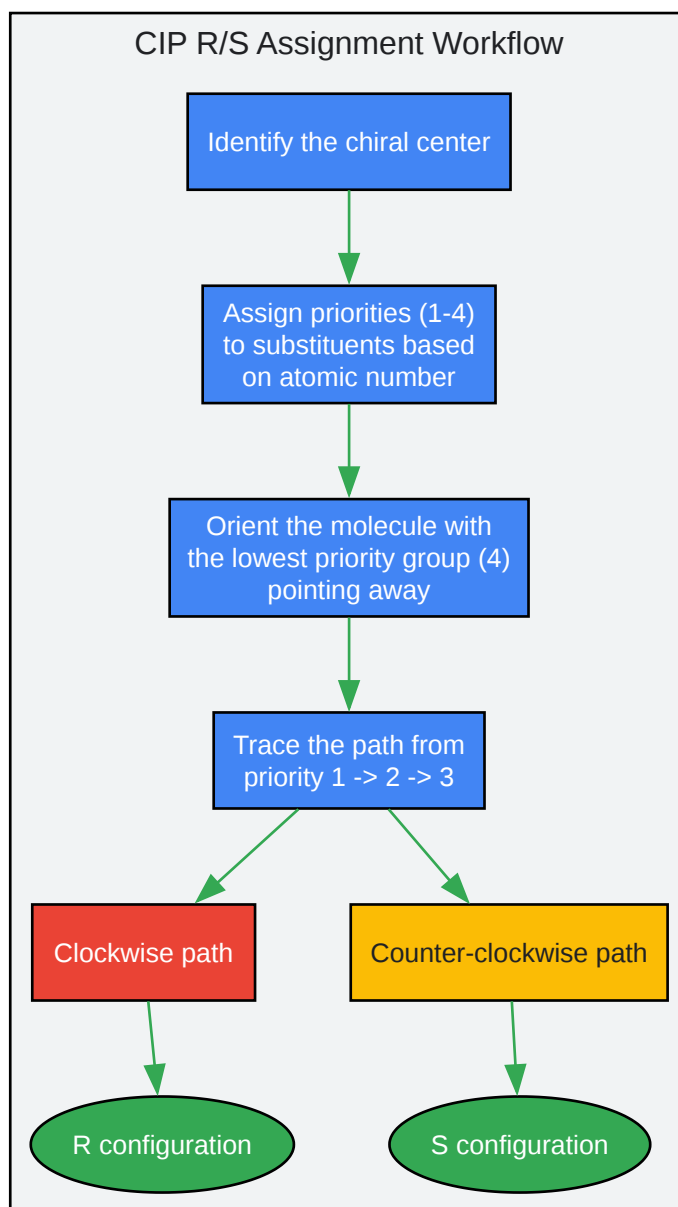 CIP R/S Assignment Workflow
Identify the chiral center
Assign priorities (1-4)
to substituents based
on atomic number
Orient the molecule with
the lowest priority group (4)
pointing away
Trace the path from
priority 1 -> 2 -> 3
Clockwise path
Counter-clockwise path
R configuration
S configuration